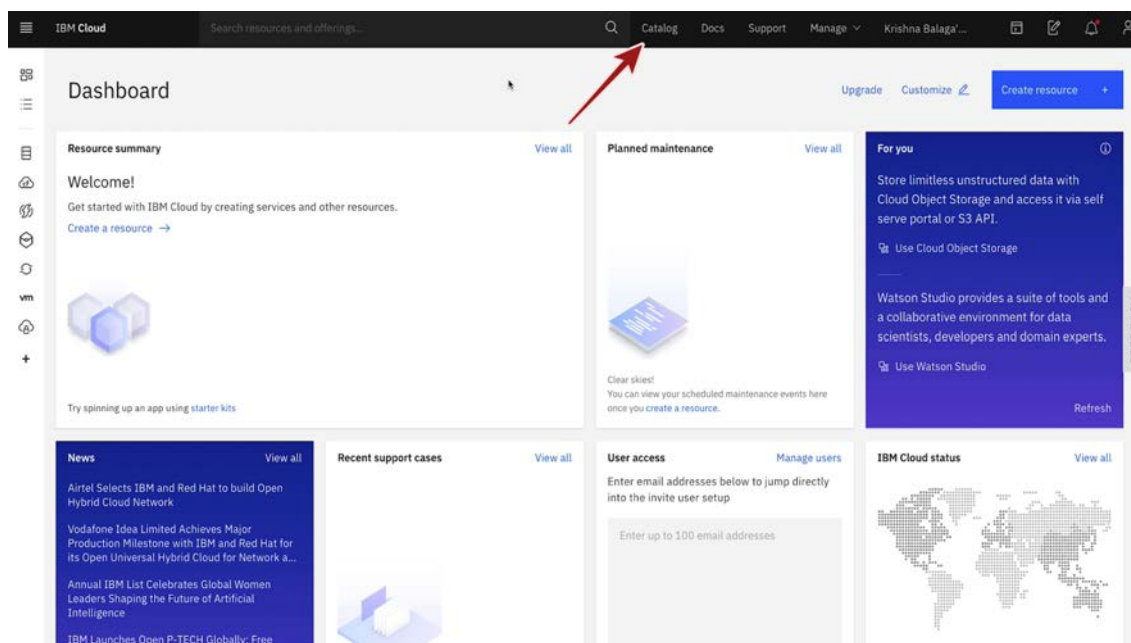 IBM Cloud
Search resources and offerings...
Catalog
Docs
Support
Manage
Krishna Balaga'...
Dashboard
Upgrade
Customize
Create resource +
Resource summary
View all
Welcome!
Get started with IBM Cloud by creating services and other resources.
Create a resource →
Try spinning up an app using starter kits
Planned maintenance
View all
Clear skies!
You can view your scheduled maintenance events here
once you create a resource.
For you
Store limitless unstructured data with
Cloud Object Storage and access it via self
serve portal or S3 API.
Use Cloud Object Storage
Watson Studio provides a suite of tools and
a collaborative environment for data
scientists, developers and domain experts.
Use Watson Studio
Refresh
vm
News
View all
Airtel Selects IBM and Red Hat to build Open
Hybrid Cloud Network
Vodafone Idea Limited Achieves Major
Production Milestone with IBM and Red Hat for
its Open Universal Hybrid Cloud for Network a...
Annual IBM List Celebrates Global Women
Leaders Shaping the Future of Artificial
Intelligence
IBM Launches Open P-TECH Globally: Free
Recent support cases
View all
User access
Manage users
Enter email addresses below to jump directly
into the invite user setup
Enter up to 100 email addresses
IBM Cloud status
View all